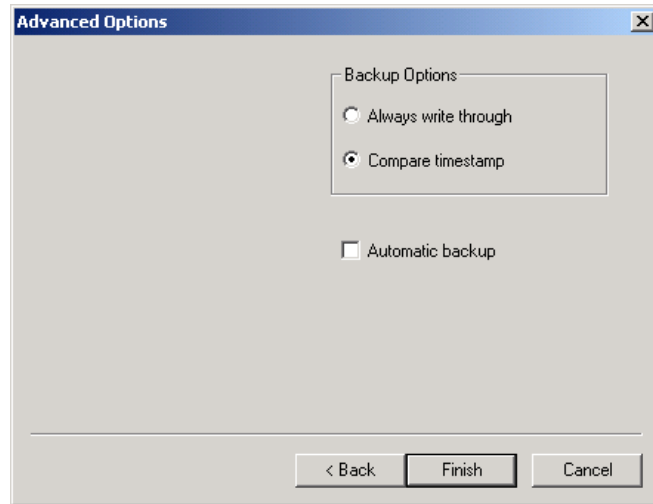 Advanced Options
Backup Options
Always write through
Compare timestamp
Automatic backup
< Back
Finish
Cancel